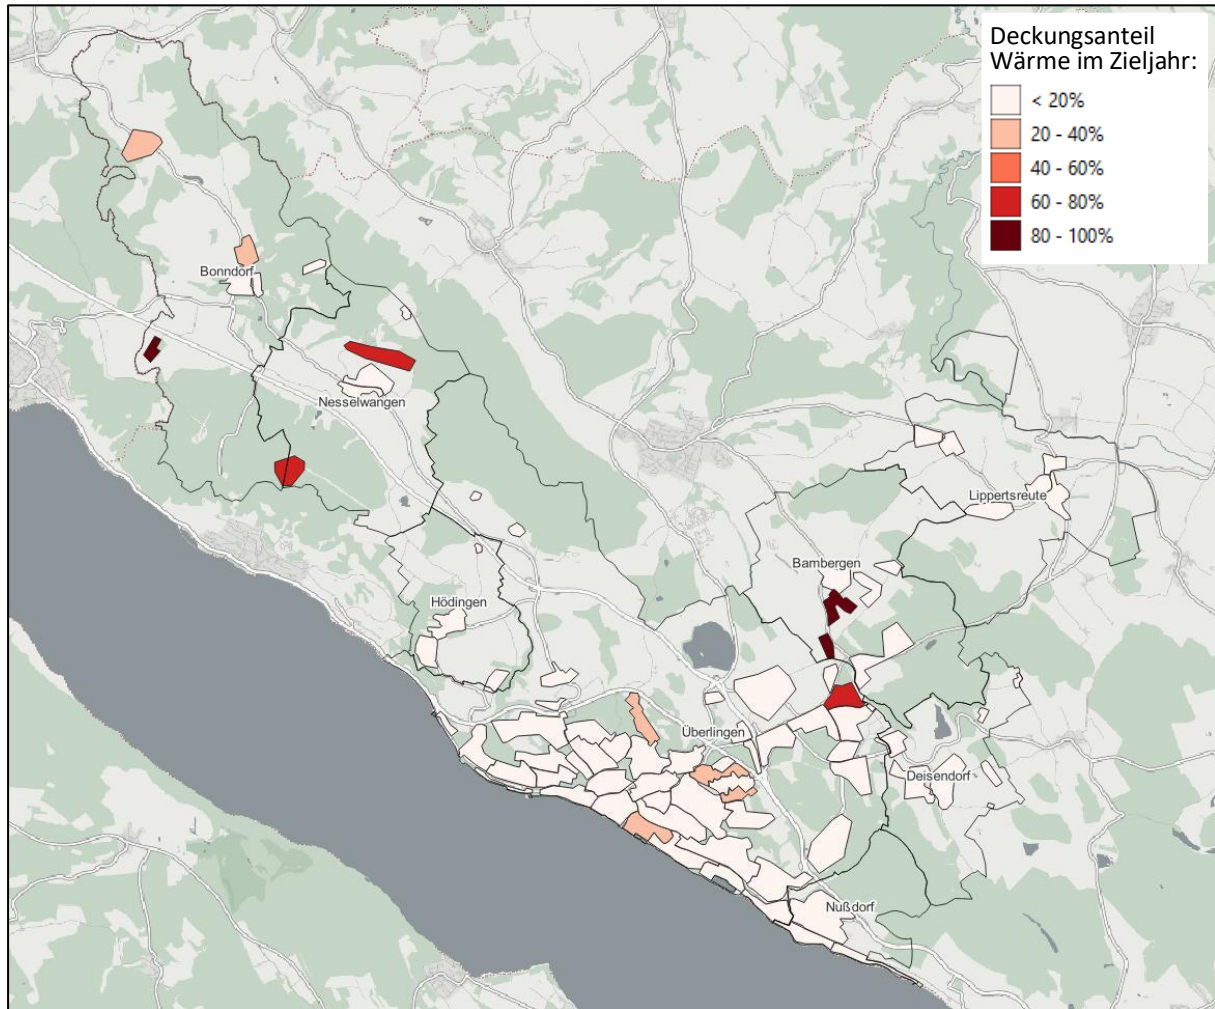 Deckungsanteil
Wärme im Zieljahr:
< 20%
20 - 40%
40 - 60%
60 - 80%
80 - 100%
Bonndorf
Nesselwangen
Lippertsreute
Bambergen
Hödingen
Überlingen
Deisendorf
Nußdorf